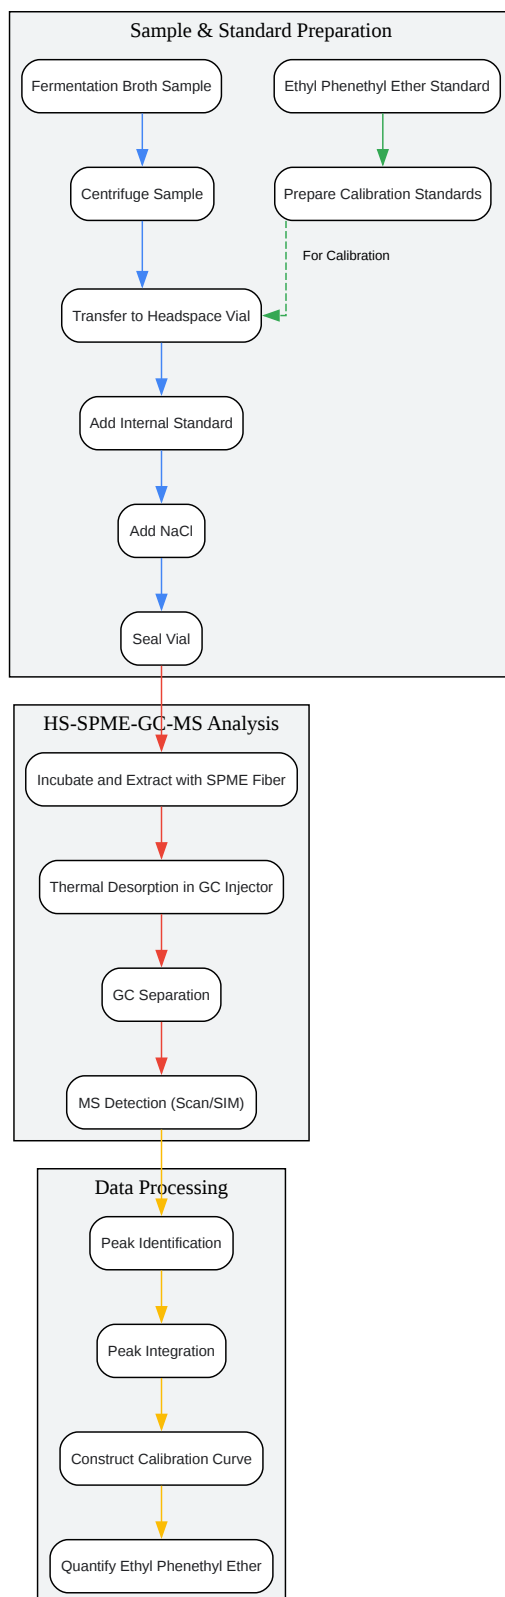 Sample & Standard Preparation
Fermentation Broth Sample
Ethyl Phenethyl Ether Standard
Centrifuge Sample
Prepare Calibration Standards
For Calibration
Transfer to Headspace Vial
Add Internal Standard
Add NaCl
Seal Vial
HS-SPME-GC-MS Analysis
Incubate and Extract with SPME Fiber
Thermal Desorption in GC Injector
GC Separation
MS Detection (Scan/SIM)
Data Processing
Peak Identification
Peak Integration
Construct Calibration Curve
Quantify Ethyl Phenethyl Ether